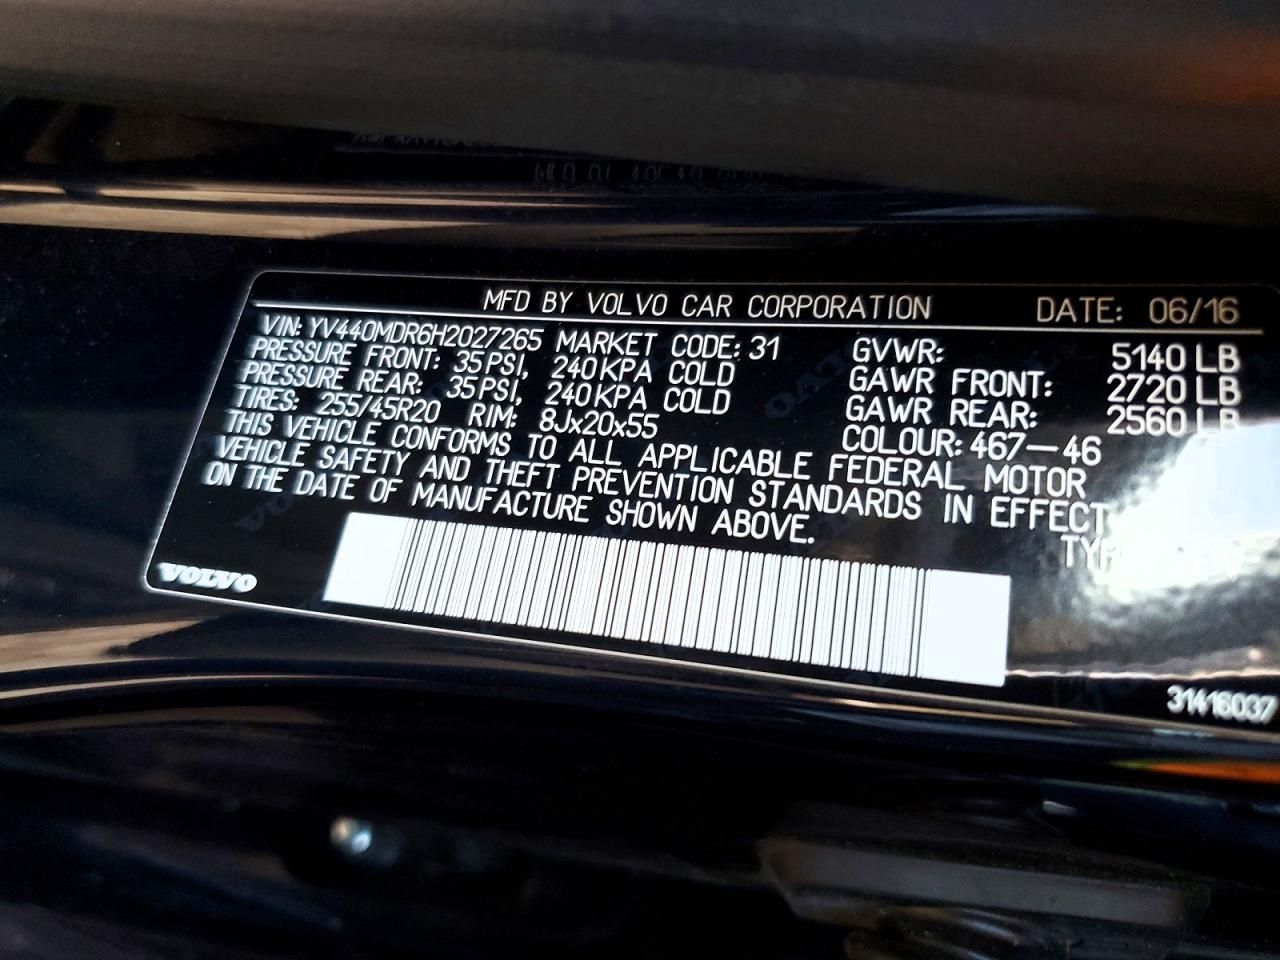 MFD BY VOLVO CAR CORPORATION DATE: 06/16
VIN: YV440MDR6H2027265 MARKET CODE: 31 GVWR: 5140 LB
PRESSURE FRONT: 35PSI, 240KPA COLD GAWR FRONT: 2720 LB
PRESSURE REAR: 35PSI, 240KPA COLD GAWR REAR: 2560 LB
TIRES: 255/45R20 RIM: 8Jx20x55 COLOUR: 467-46
THIS VEHICLE CONFORMS TO ALL APPLICABLE FEDERAL MOTOR
VEHICLE SAFETY AND THEFT PREVENTION STANDARDS IN EFFECT
ON THE DATE OF MANUFACTURE SHOWN ABOVE.
VOLVO
31416037